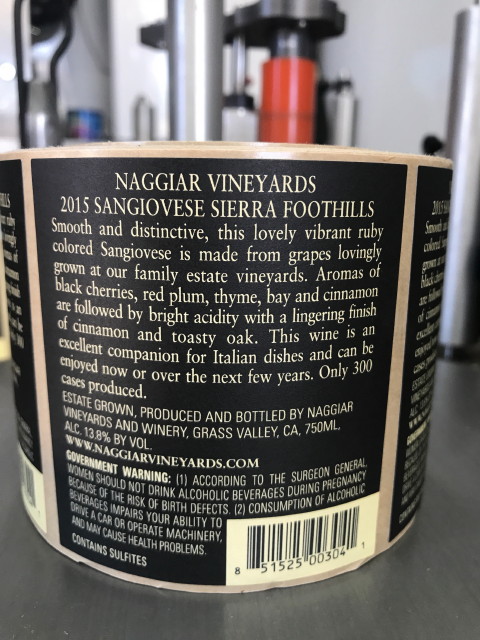 NAGGIAR VINEYARDS
2015 SANGIOVESE SIERRA FOOTHILLS
Smooth and distinctive, this lovely vibrant ruby
colored Sangiovese is made from grapes lovingly
grown at our family estate vineyards. Aromas of
black cherries, red plum, thyme, bay and cinnamon
are followed by bright acidity with a lingering finish
of cinnamon and toasty oak. This wine is an
excellent companion for Italian dishes and can be
enjoyed now or over the next few years. Only 300
cases produced.
ESTATE GROWN, PRODUCED AND BOTTLED BY NAGGIAR
VINEYARDS AND WINERY, GRASS VALLEY, CA, 750ML,
ALC. 13.8% BY VOL.
WWW.NAGGIARVINEYARDS.COM
GOVERNMENT WARNING: (1) ACCORDING TO THE SURGEON GENERAL,
WOMEN SHOULD NOT DRINK ALCOHOLIC BEVERAGES DURING PREGNANCY
BECAUSE OF THE RISK OF BIRTH DEFECTS. (2) CONSUMPTION OF ALCOHOLIC
BEVERAGES IMPAIRS YOUR ABILITY TO
DRIVE A CAR OR OPERATE MACHINERY,
AND MAY CAUSE HEALTH PROBLEMS.
CONTAINS SULFITES
8 51525 00304 1